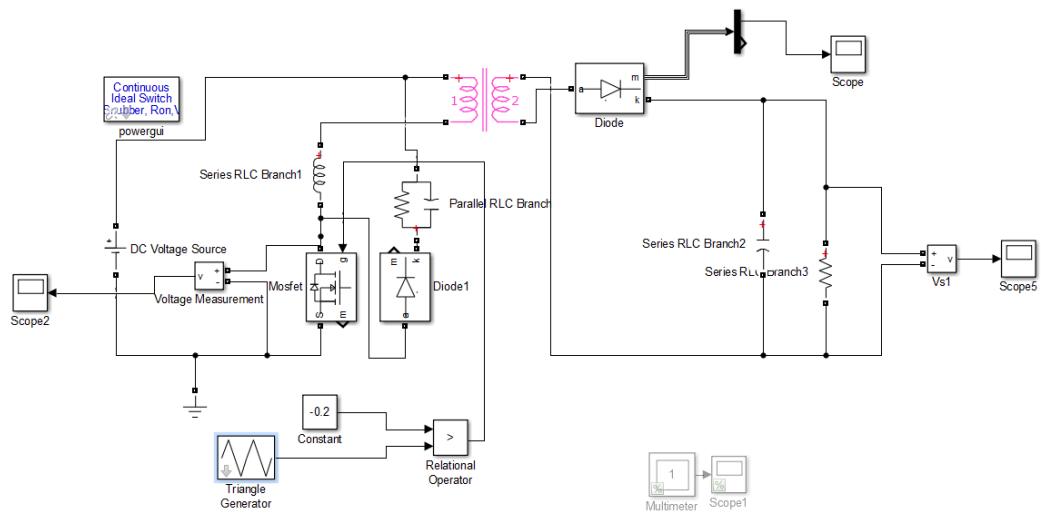 Continuous
Ideal Switch
powergui
DC Voltage Source
Scope2
v
+
-
Voltage Measurement
Series RLC Branch1
+
Mosfet
D
g
S
m
Parallel RLC Branch
+
m
k
a
Diode1
+
1
2
+
a
m
k
Diode
Scope
Series RLC Branch2
+
Series RLC Branch3
+
+
-
v
Vs1
Scope5
-0.2
Constant
>
Relational
Operator
Triangle
Generator
1
%
Multimeter
%
Scope1